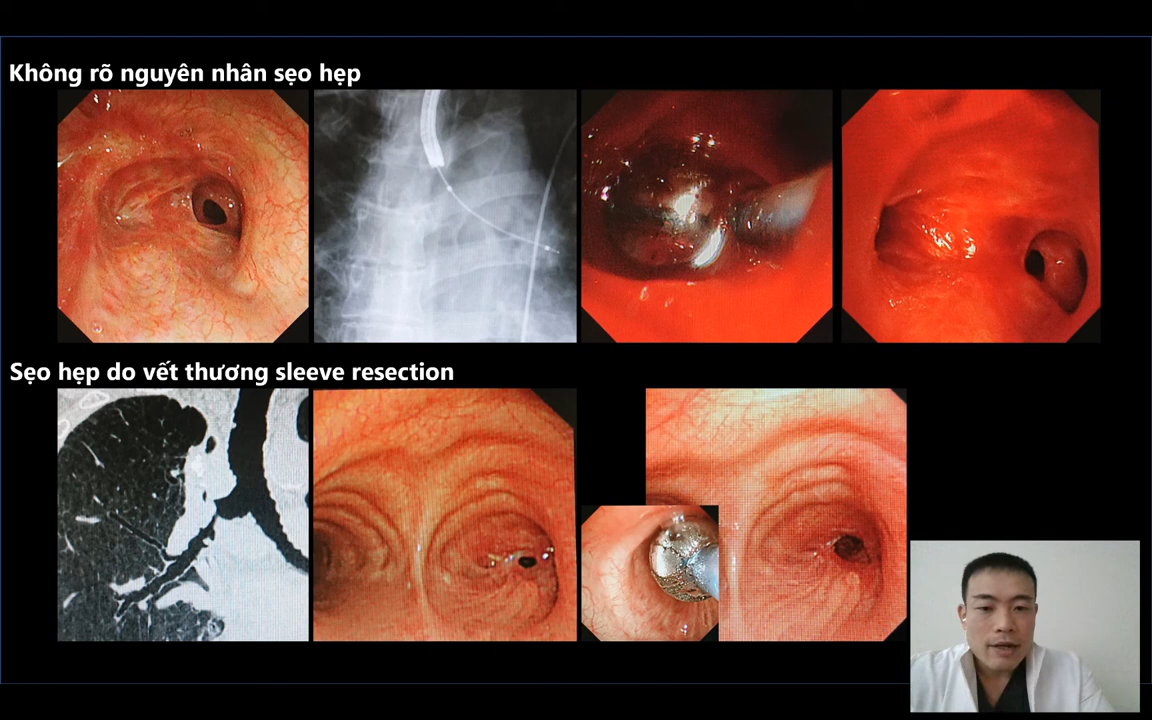 Không rõ nguyên nhân sẹo hẹp
Sẹo hẹp do vết thương sleeve resection